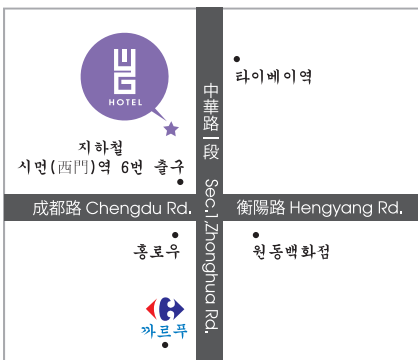 WG
HOTEL
타이베이역
지하철
시먼(西門)역 6번 출구
中華路一段 Sec.1,Zhonghua Rd.
成都路 Chengdu Rd.
衡陽路 Hengyang Rd.
홍로우
원동백화점
까르푸